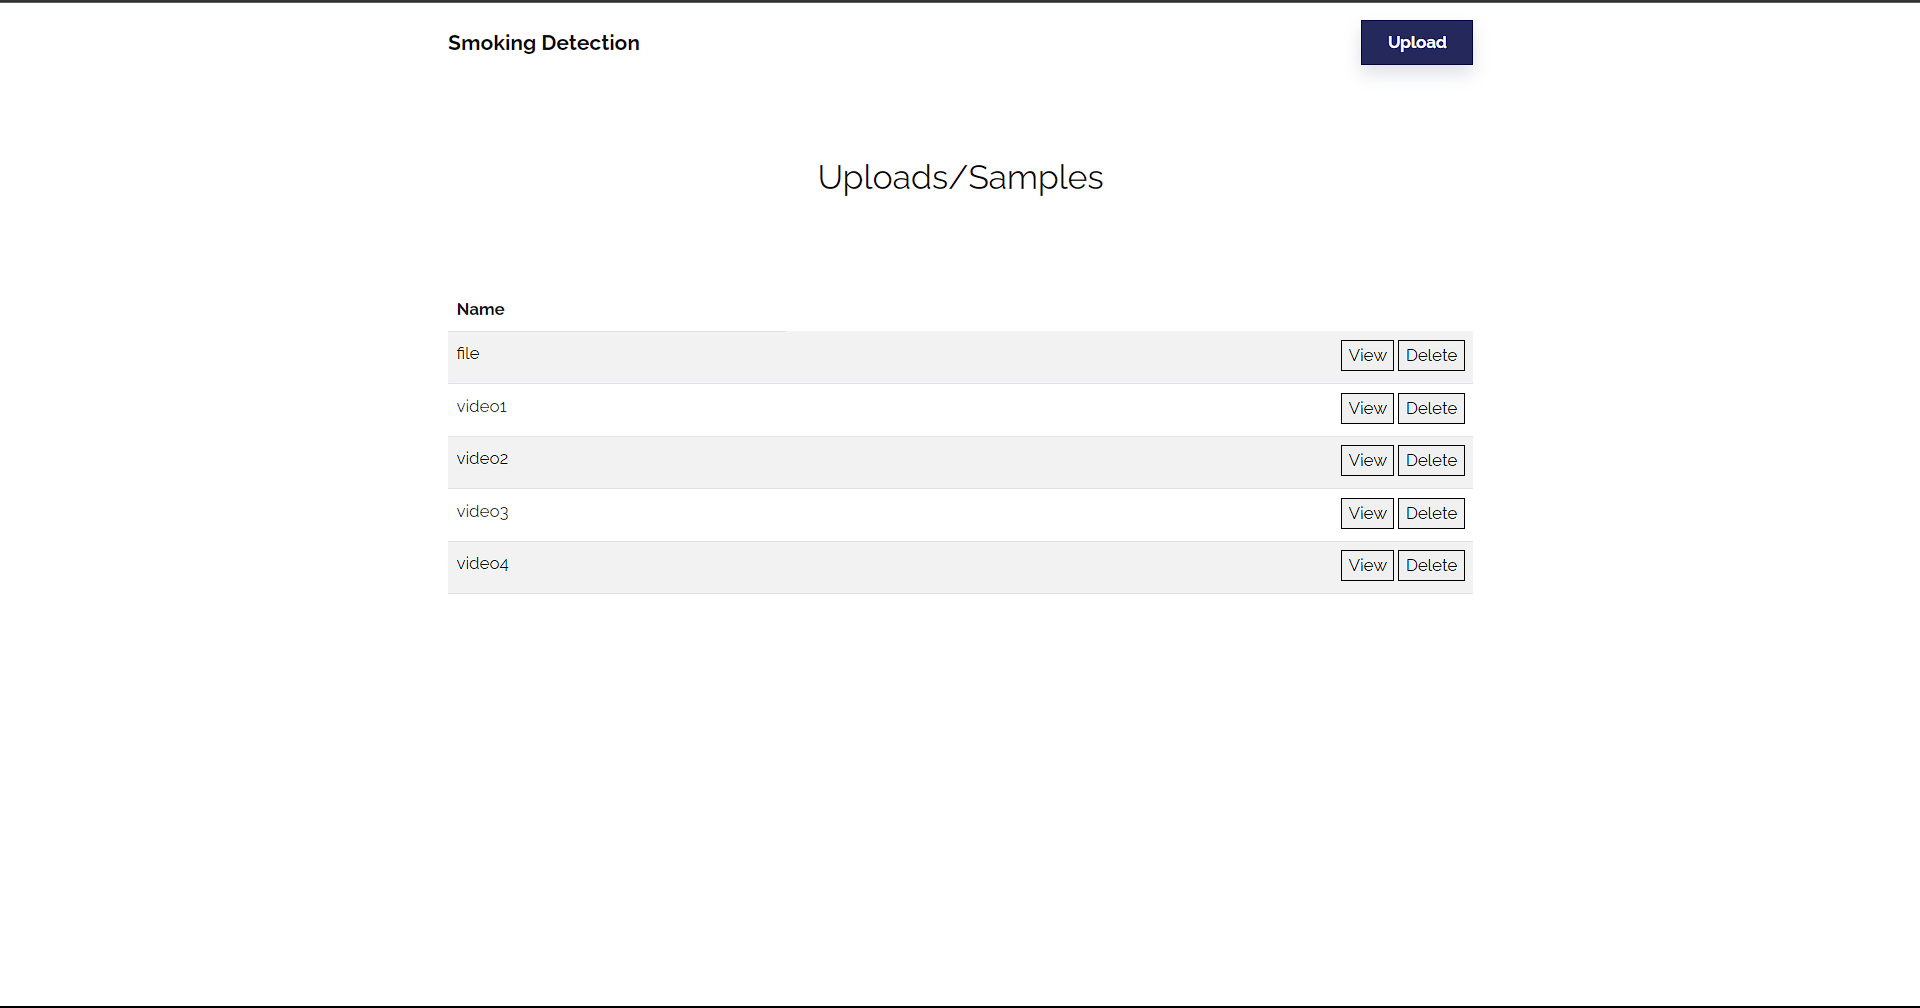 Smoking Detection Upload
Uploads/Samples
Name
file View Delete
video1 View Delete
video2 View Delete
video3 View Delete
video4 View Delete